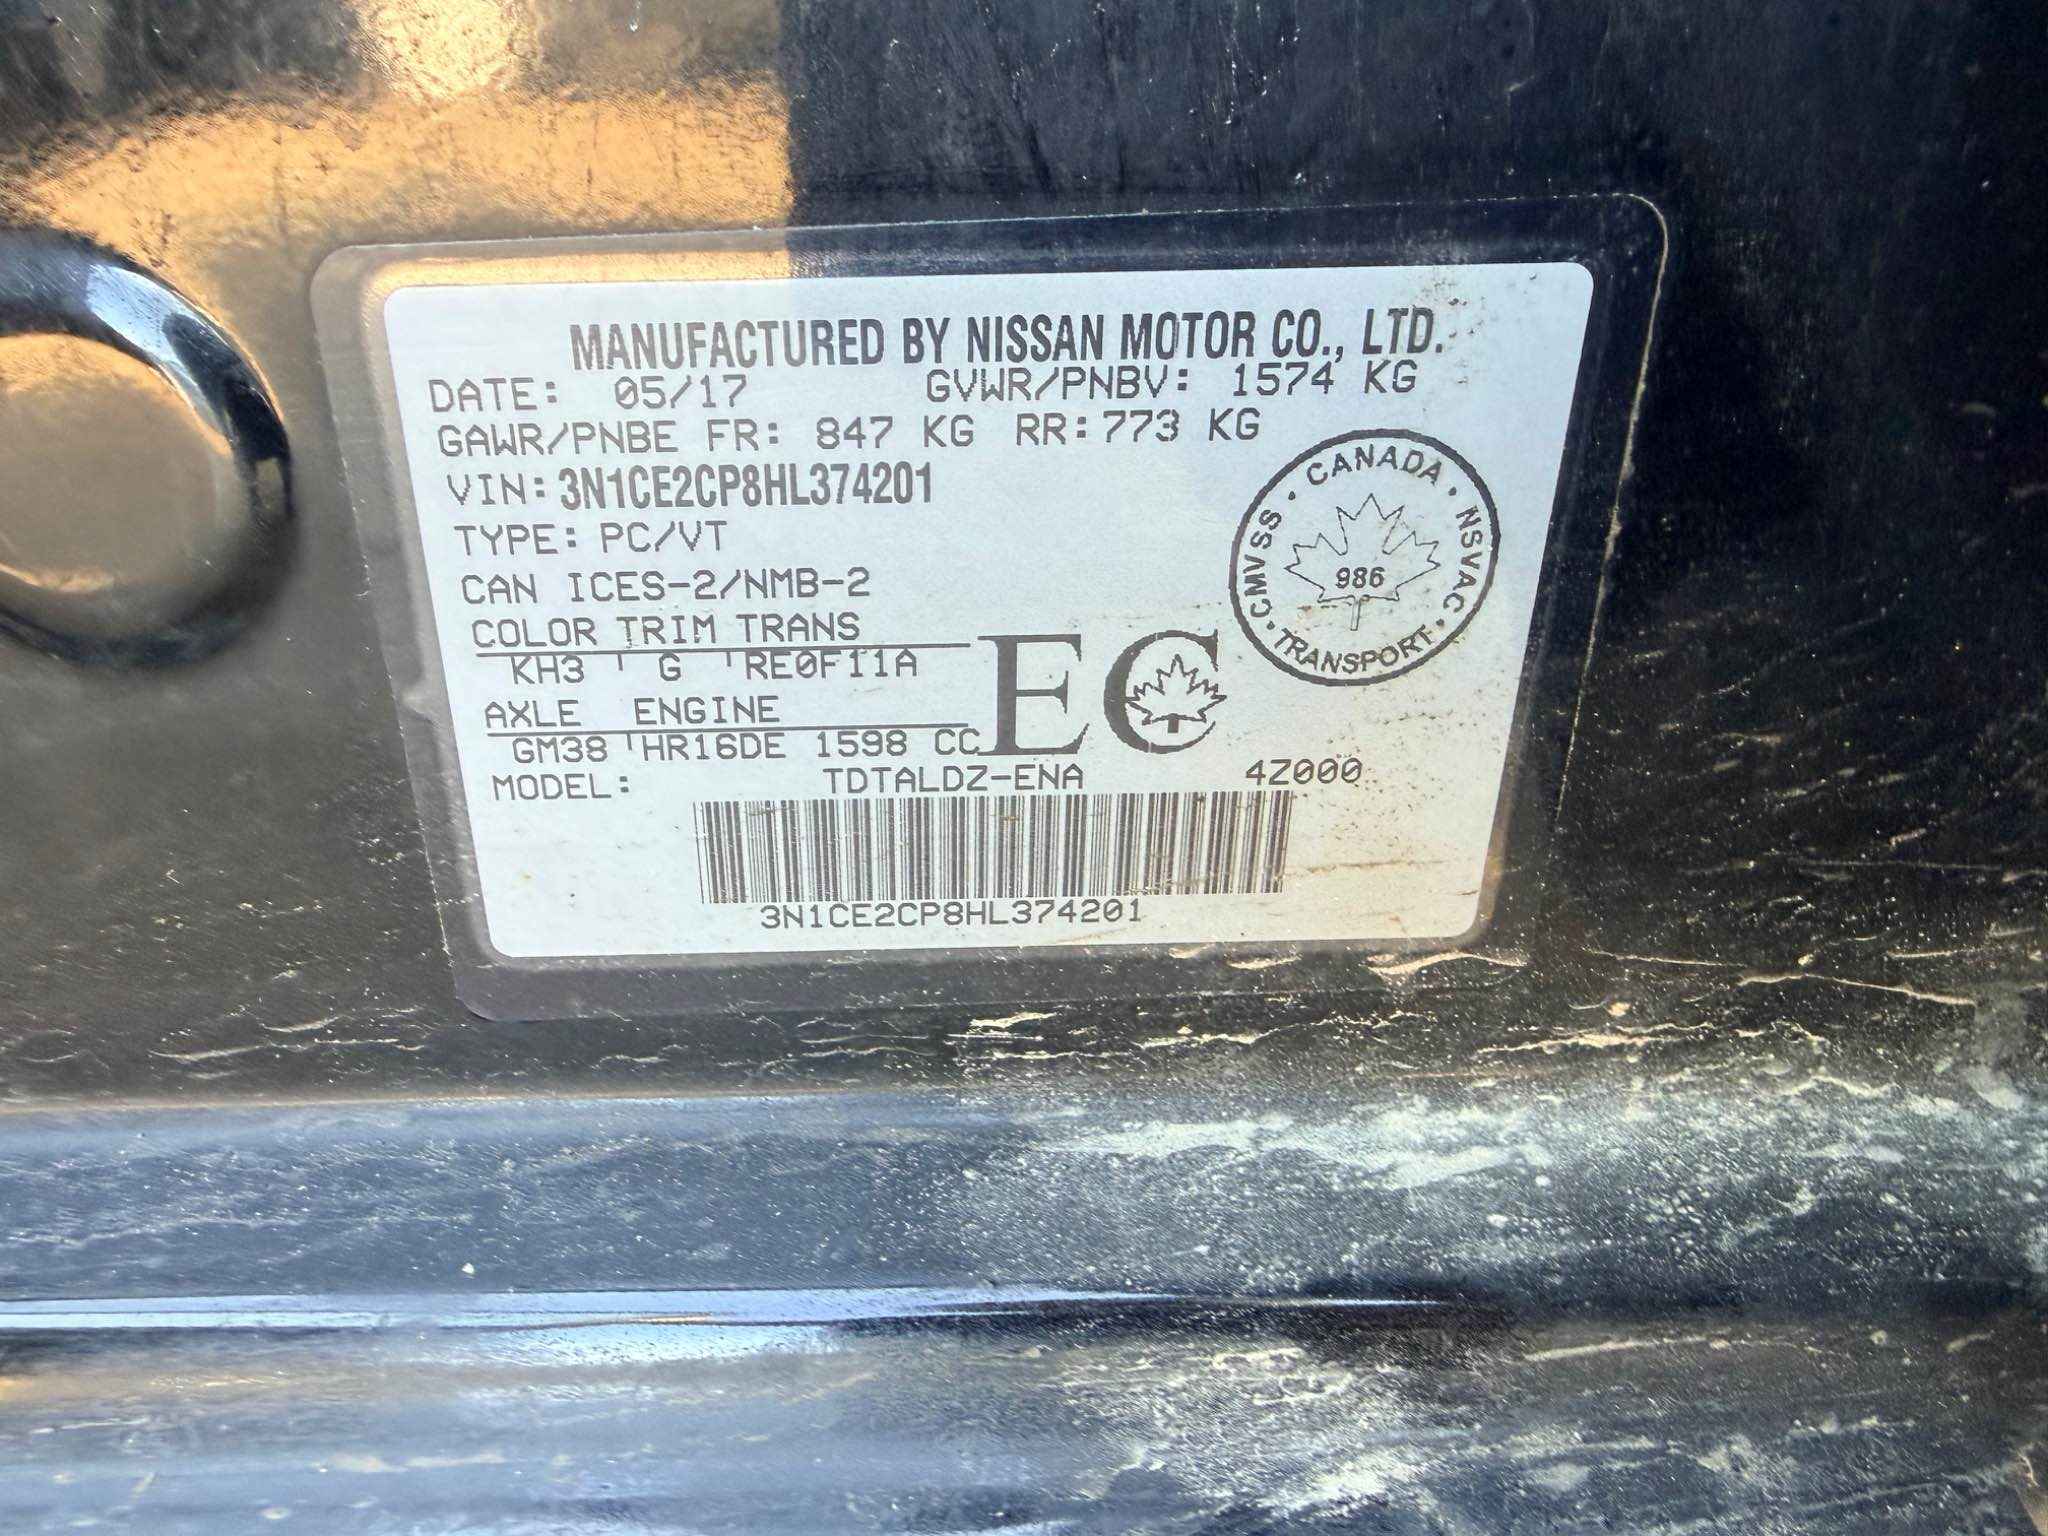 MANUFACTURED BY NISSAN MOTOR CO., LTD.
DATE: 05/17 GVWR/PNBV: 1574 KG
GAWR/PNBE FR: 847 KG RR: 773 KG
VIN: 3N1CE2CP8HL374201
TYPE: PC/VT
CAN ICES-2/NMB-2
COLOR TRIM TRANS
KH3 ' G ' RE0F11A
AXLE ENGINE
GM38 ' HR16DE 1598 CC
EC
CANADA · NSVAC · TRANSPORT · CMVSS ·
986
MODEL: TDTALDZ-ENA 4Z000
3N1CE2CP8HL374201